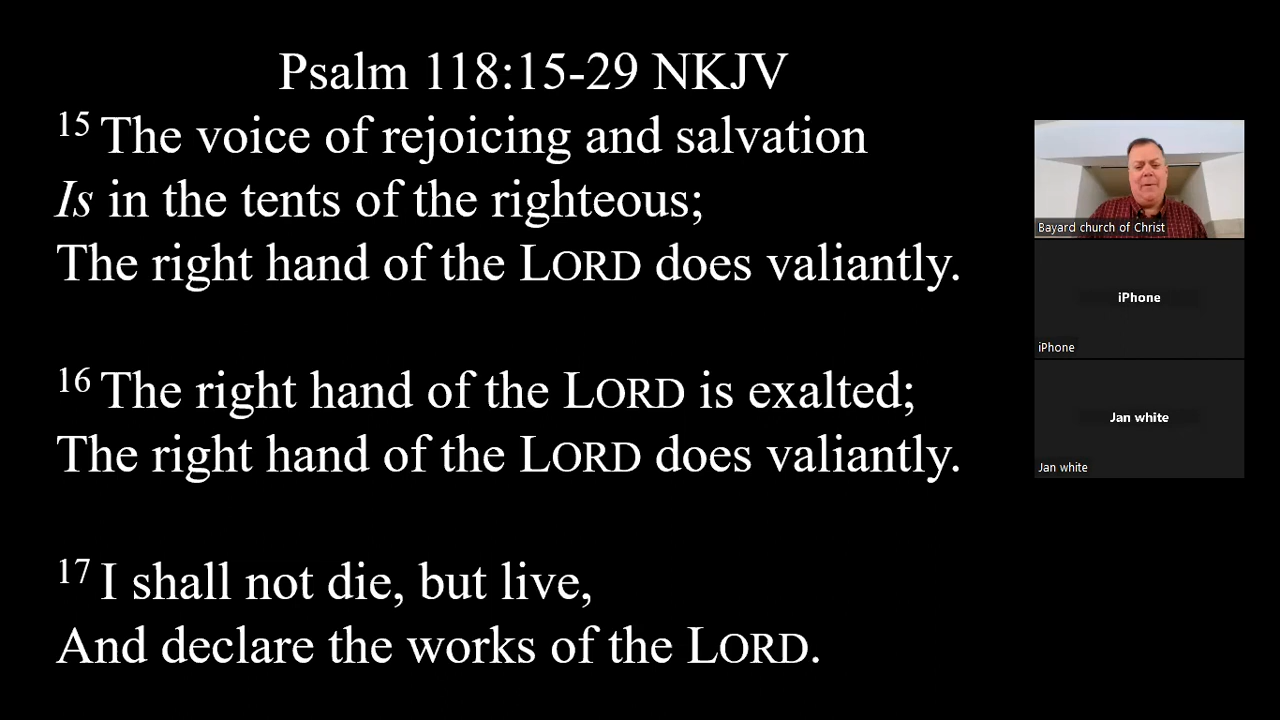 Psalm 118:15-29 NKJV
15 The voice of rejoicing and salvation
Is in the tents of the righteous;
The right hand of the LORD does valiantly.
16 The right hand of the LORD is exalted;
The right hand of the LORD does valiantly.
17 I shall not die, but live,
And declare the works of the LORD.
Bayard church of Christ
iPhone
iPhone
Jan white
Jan white